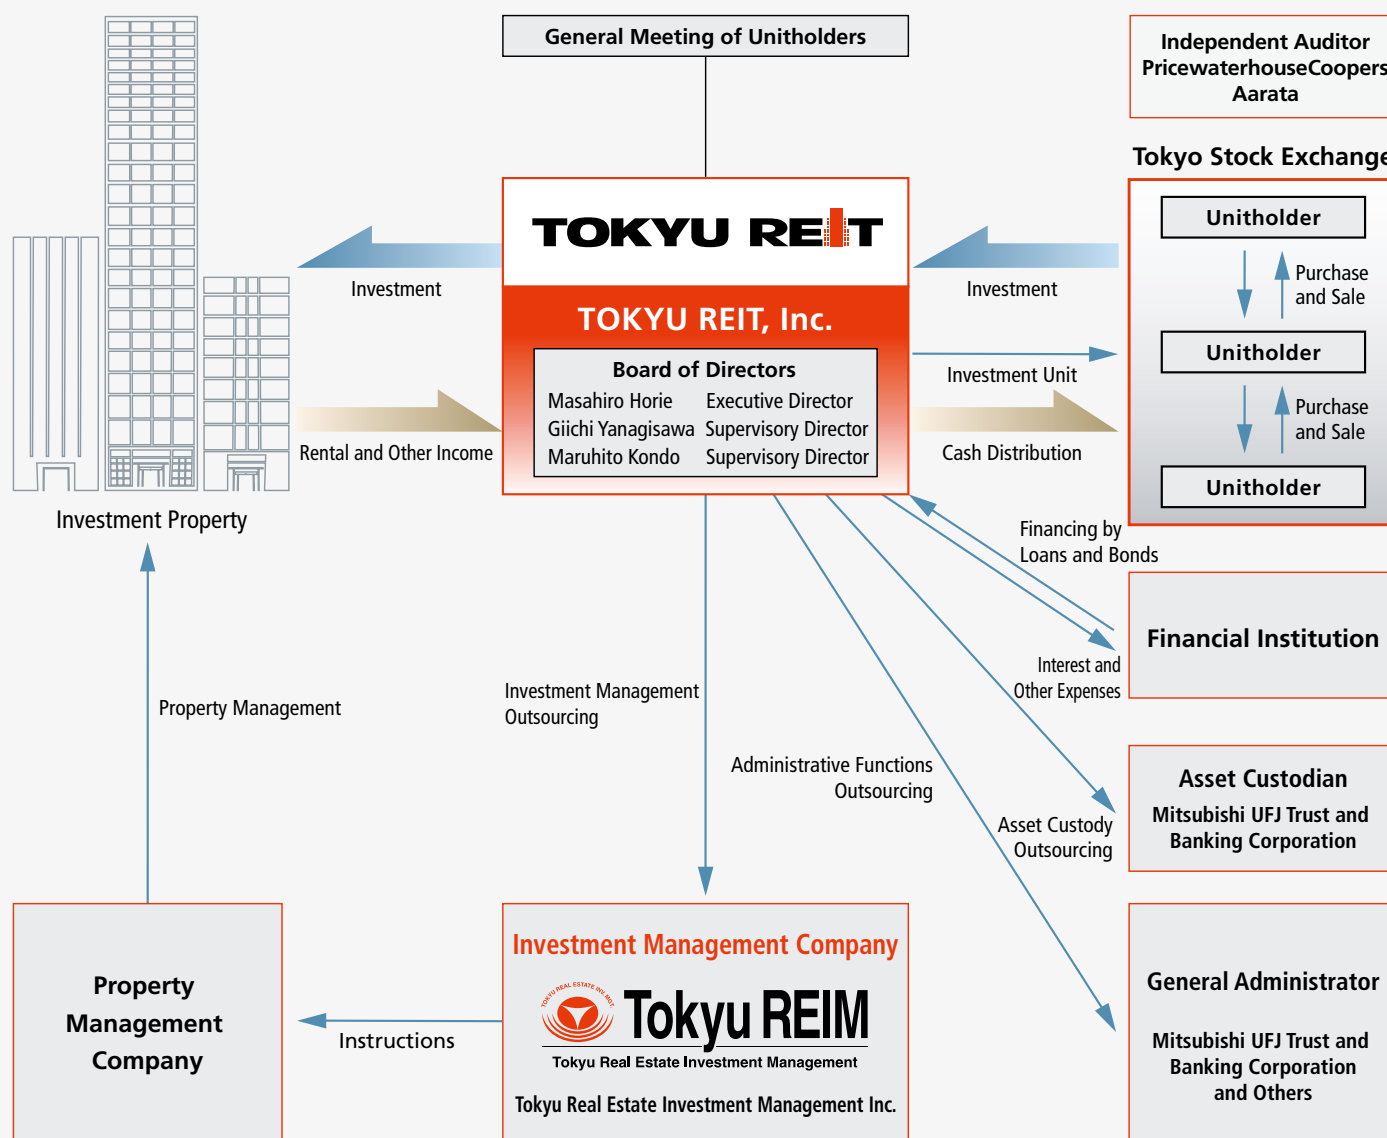 General Meeting of Unitholders
Independent Auditor
PricewaterhouseCoopers
Aarata
Tokyo Stock Exchange
TOKYU REIT
TOKYU REIT, Inc.
Board of Directors
Masahiro Horie Executive Director
Giichi Yanagisawa Supervisory Director
Maruhito Kondo Supervisory Director
Investment
Rental and Other Income
Investment Property
Investment
Investment Unit
Cash Distribution
Unitholder
Purchase
and Sale
Unitholder
Purchase
and Sale
Unitholder
Financing by
Loans and Bonds
Financial Institution
Interest and
Other Expenses
Property Management
Investment Management
Outsourcing
Administrative Functions
Outsourcing
Asset Custody
Outsourcing
Asset Custodian
Mitsubishi UFJ Trust and
Banking Corporation
Property
Management
Company
Instructions
Investment Management Company
TOKYU REAL ESTATE INV. MGT.
Tokyu REIM
Tokyu Real Estate Investment Management
Tokyu Real Estate Investment Management Inc.
General Administrator
Mitsubishi UFJ Trust and
Banking Corporation
and Others